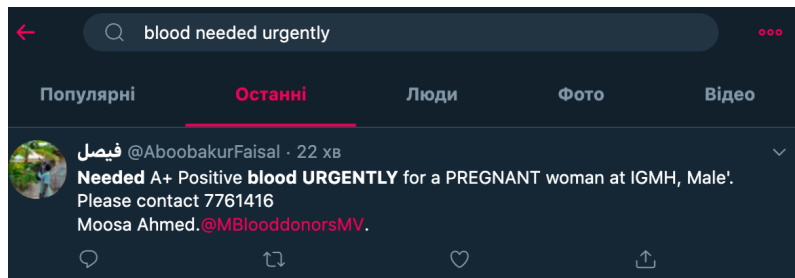 blood needed urgently
Популярні Останні Люди Фото Відео
فيصل @AboobakurFaisal · 22 хв
Needed A+ Positive blood URGENTLY for a PREGNANT woman at IGMH, Male'.
Please contact 7761416
Moosa Ahmed.@MBlooddonorsMV.